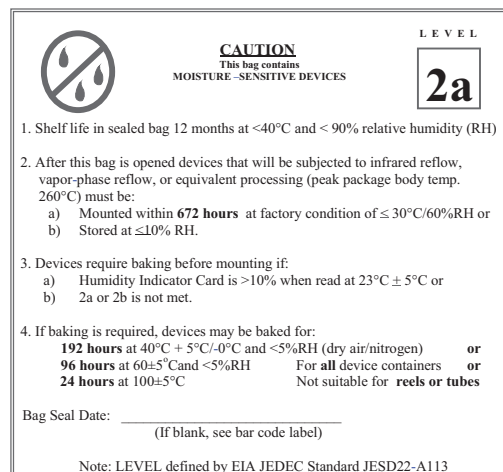 LEVEL
CAUTION
This bag contains
MOISTURE –SENSITIVE DEVICES
2a
1. Shelf life in sealed bag 12 months at <40°C and < 90% relative humidity (RH)
2. After this bag is opened devices that will be subjected to infrared reflow,
vapor-phase reflow, or equivalent processing (peak package body temp.
260°C) must be:
a) Mounted within 672 hours at factory condition of ≤ 30°C/60%RH or
b) Stored at ≤10% RH.
3. Devices require baking before mounting if:
a) Humidity Indicator Card is >10% when read at 23°C ± 5°C or
b) 2a or 2b is not met.
4. If baking is required, devices may be baked for:
192 hours at 40°C + 5°C/-0°C and <5%RH (dry air/nitrogen) or
96 hours at 60±5°Cand <5%RH For all device containers or
24 hours at 100±5°C Not suitable for reels or tubes
Bag Seal Date: ______________________________
(If blank, see bar code label)
Note: LEVEL defined by EIA JEDEC Standard JESD22-A113